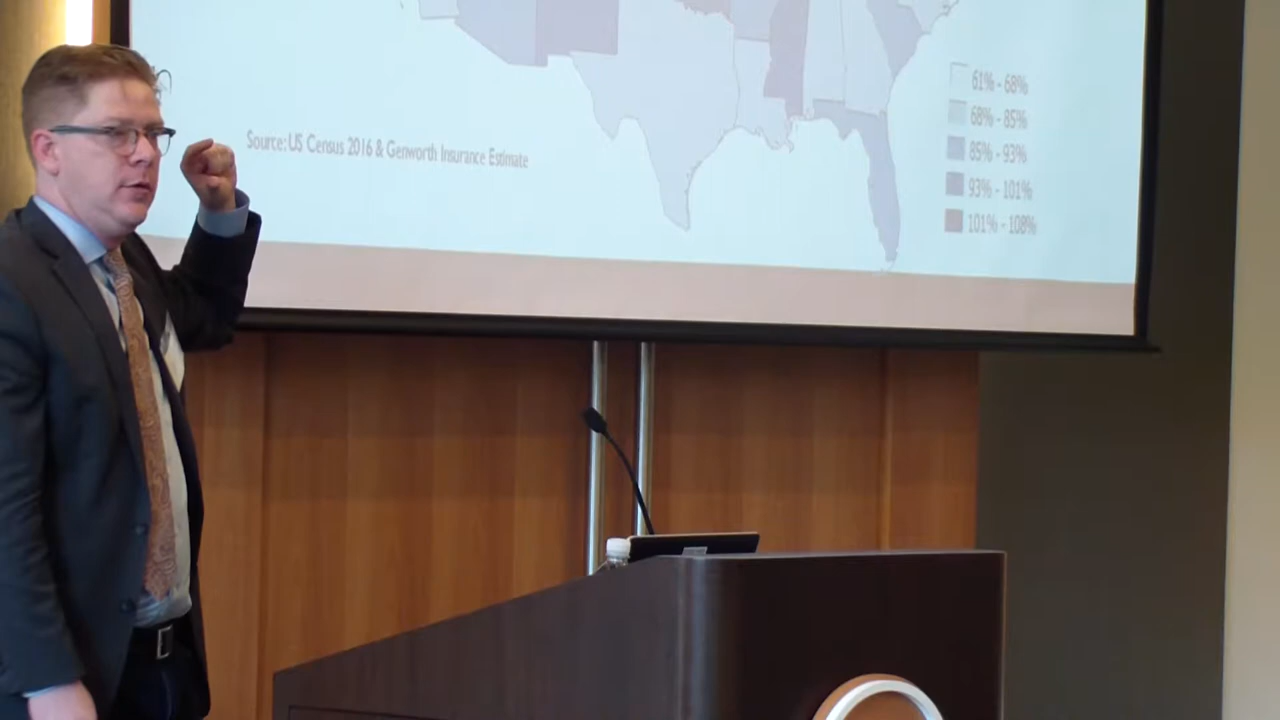 Source: US Census 2016 & Genworth Insurance Estimate
61% - 68%
68% - 85%
85% - 93%
93% - 101%
101% - 108%